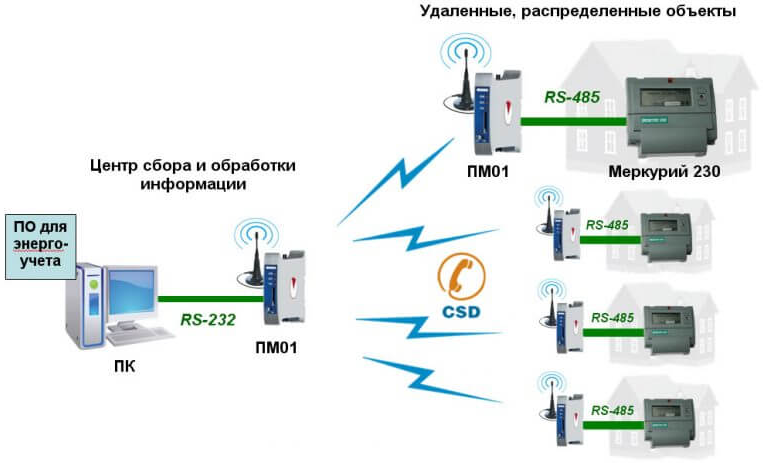 Удаленные, распределенные объекты
RS-485
ПМ01
Меркурий 230
Центр сбора и обработки
информации
ПО для
энерго-
учета
RS-232
ПК
ПМ01
CSD
RS-485
RS-485
RS-485